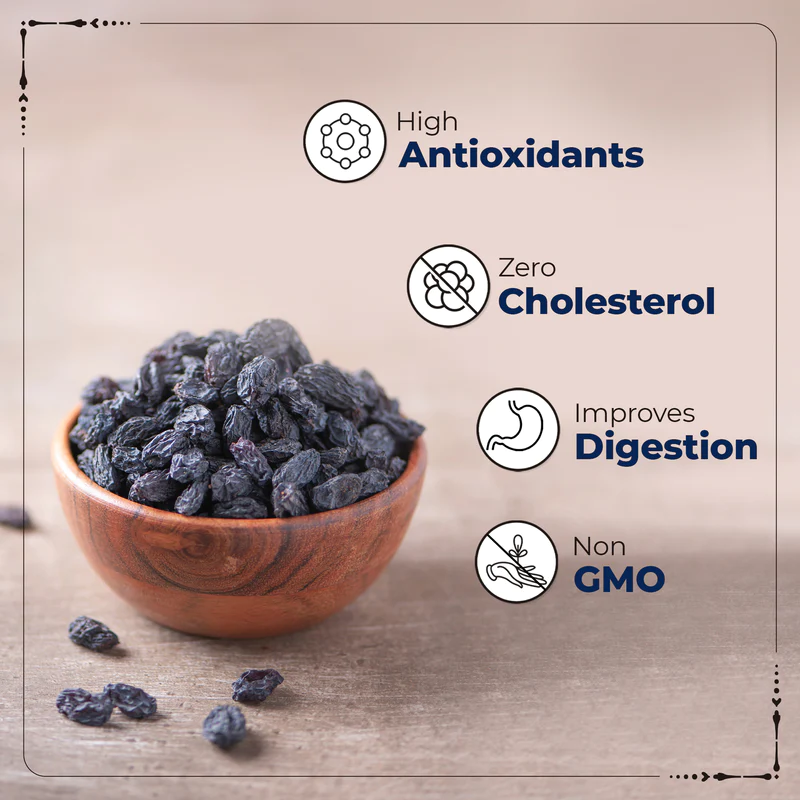 High
Antioxidants
Zero
Cholesterol
Improves
Digestion
Non
GMO